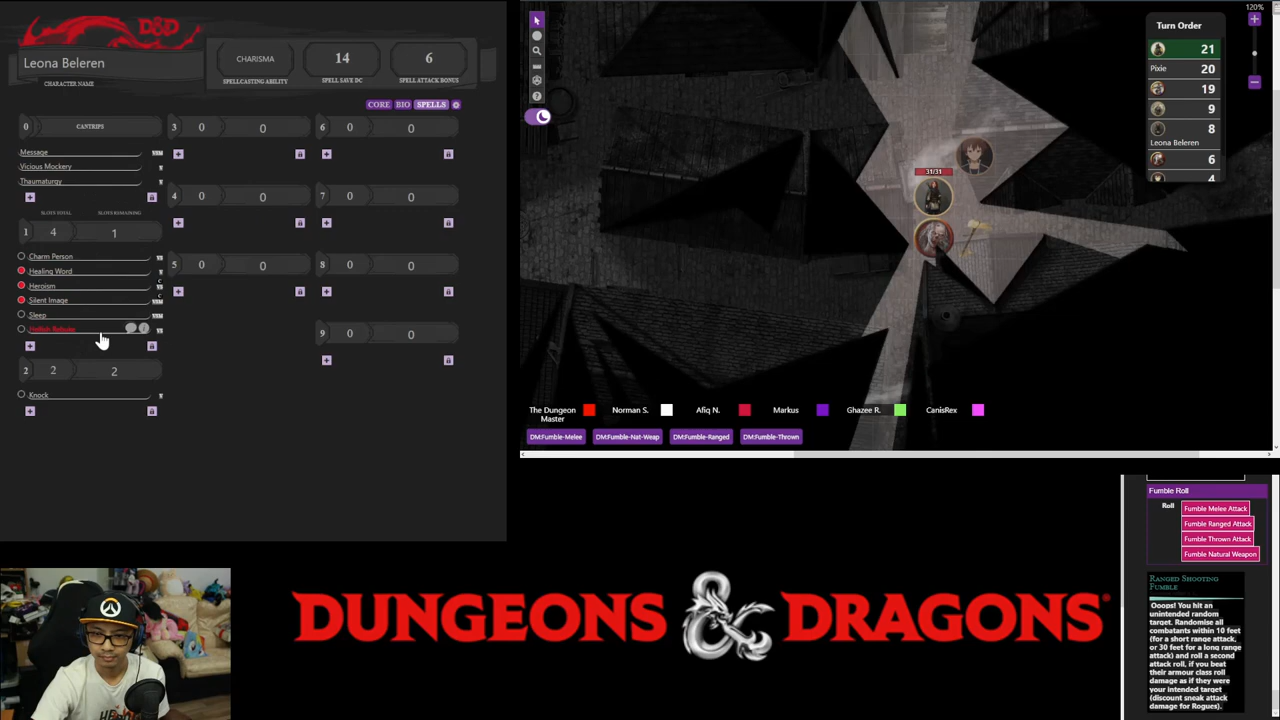 D&D
Leona Beleren
CHARACTER NAME
CHARISMA
SPELLCASTING ABILITY
14
SPELL SAVE DC
6
SPELL ATTACK BONUS
CORE BIO SPELLS
0 CANTRIPS
Message
Vicious Mockery
Thaumaturgy
SLOTS TOTAL SLOTS REMAINING
1 4 1
Charm Person
Healing Word
Heroism
Silent Image
Sleep
Hellish Rebuke
2 2 2
Knock
3 0 0
4 0 0
5 0 0
6 0 0
7 0 0
8 0 0
9 0 0
120%
Turn Order
21
Pixie 20
19
9
8
Leona Beleren
6
4
31/31
The Dungeon Master
Norman S.
Afiq N.
Markus
Ghazee R.
CanisRex
DM:Fumble-Melee
DM:Fumble-Nat-Weap
DM:Fumble-Ranged
DM:Fumble-Thrown
Fumble Roll
Roll
Fumble Melee Attack
Fumble Ranged Attack
Fumble Thrown Attack
Fumble Natural Weapon
RANGED SHOOTING
FUMBLE
Ooops! You hit an
unintended random
target. Randomise all
combatants within 10 feet
(for a short range attack,
or 30 feet for a long range
attack) and roll a second
attack roll, if you beat
their armour class roll
damage as if they were
your intended target
(discount sneak attack
damage for Rogues).
DUNGEONS & DRAGONS®